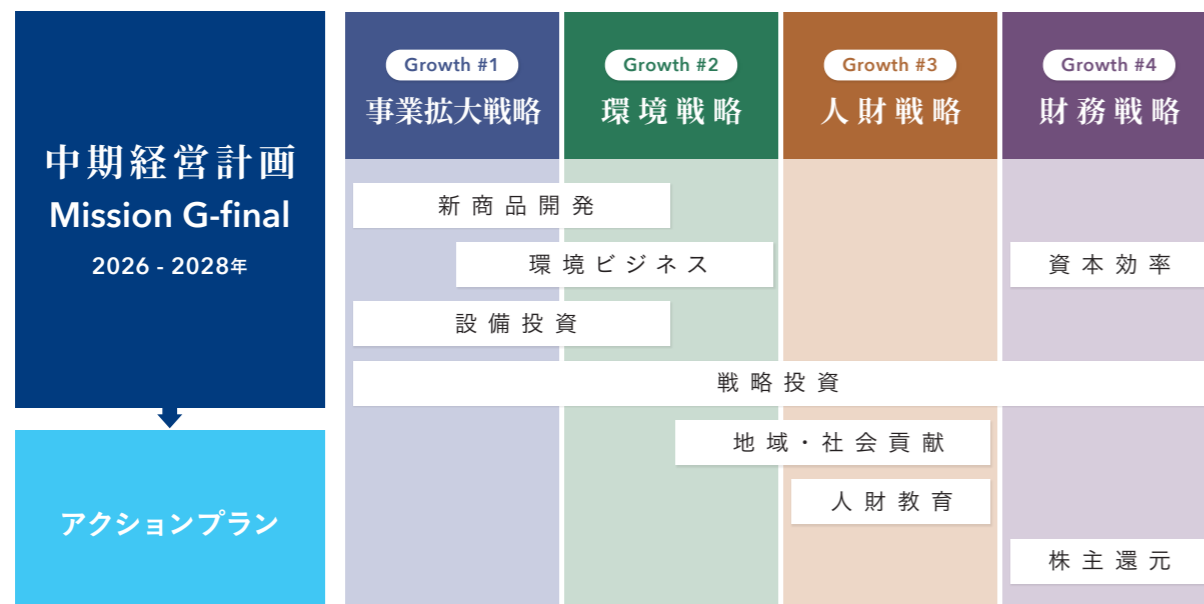 中期経営計画
Mission G-final
2026 - 2028年
アクションプラン
Growth #1
事業拡大戦略
Growth #2
環境戦略
Growth #3
人財戦略
Growth #4
財務戦略
新商品開発
環境ビジネス
資本効率
設備投資
戦略投資
地域・社会貢献
人財教育
株主還元